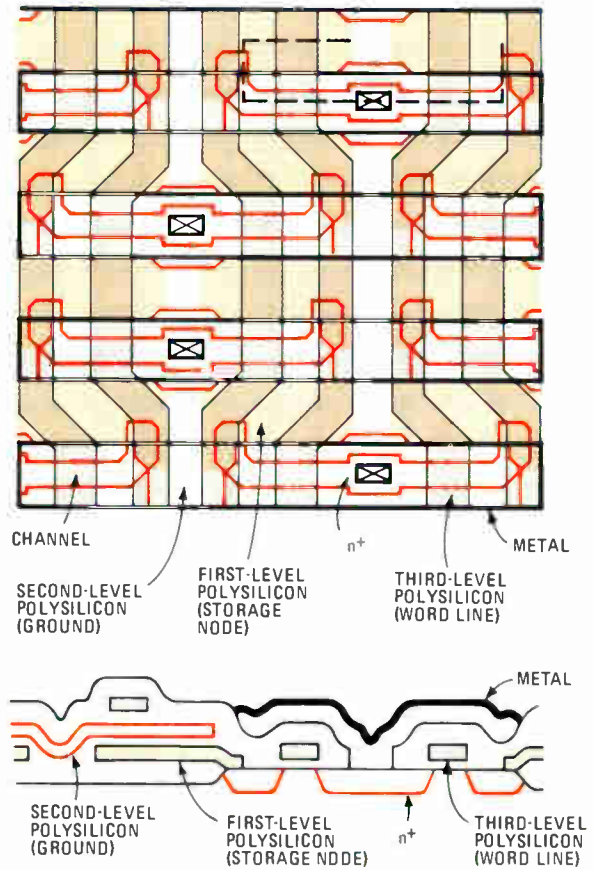 CHANNEL
SECOND-LEVEL
POLYSILICON
(GROUND)
FIRST-LEVEL
POLYSILICON
(STORAGE
NODE)
n+
THIRD-LEVEL
POLYSILICON
(WORD LINE)
METAL
METAL
SECOND-LEVEL
POLYSILICON
(GROUND)
FIRST-LEVEL
POLYSILICON
(STORAGE NODE)
n+
THIRD-LEVEL
POLYSILICON
(WORD LINE)